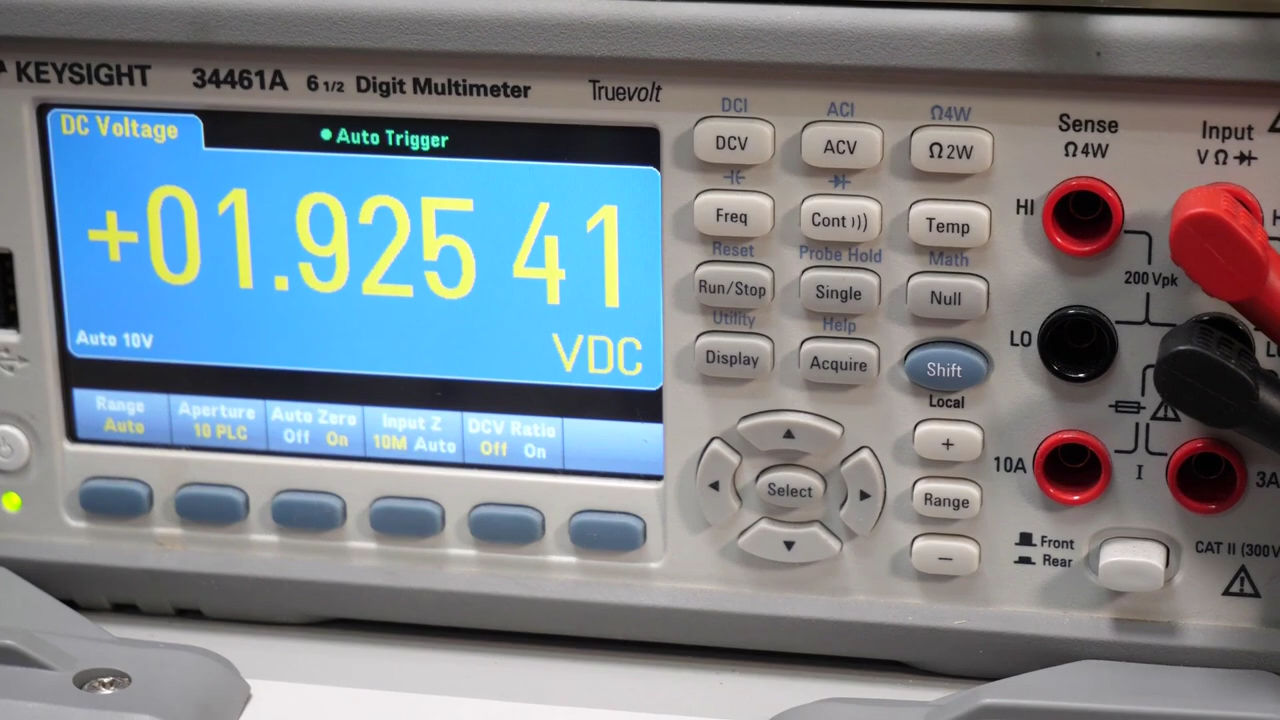 KEYSIGHT 34461A 6 1/2 Digit Multimeter Truevolt
DC Voltage
Auto Trigger
+01.925 41
Auto 10V
VDC
Range Aperture Auto Zero Input Z DCV Ratio
Auto 10 PLC Off On 10M Auto Off On
DCI ACI Ω4W
DCV ACV Ω2W
Freq Cont Temp
Reset Probe Hold Math
Run/Stop Single Null
Utility Help
Display Acquire Shift
Local
+
Select
Range
−
Sense Input
Ω4W VΩ
HI
200 Vpk
LO
10A I 3A
Front
Rear
CAT II (300V